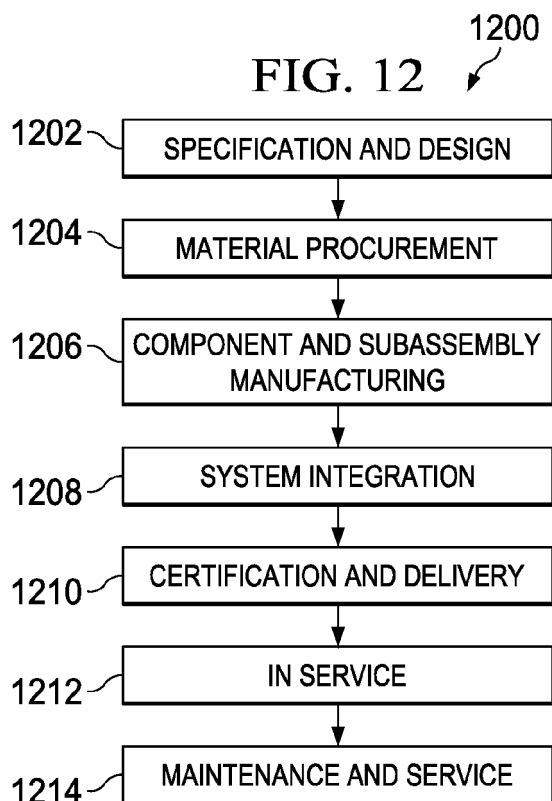 1200
FIG. 12
1202
SPECIFICATION AND DESIGN
1204
MATERIAL PROCUREMENT
1206
COMPONENT AND SUBASSEMBLY
MANUFACTURING
1208
SYSTEM INTEGRATION
1210
CERTIFICATION AND DELIVERY
1212
IN SERVICE
1214
MAINTENANCE AND SERVICE